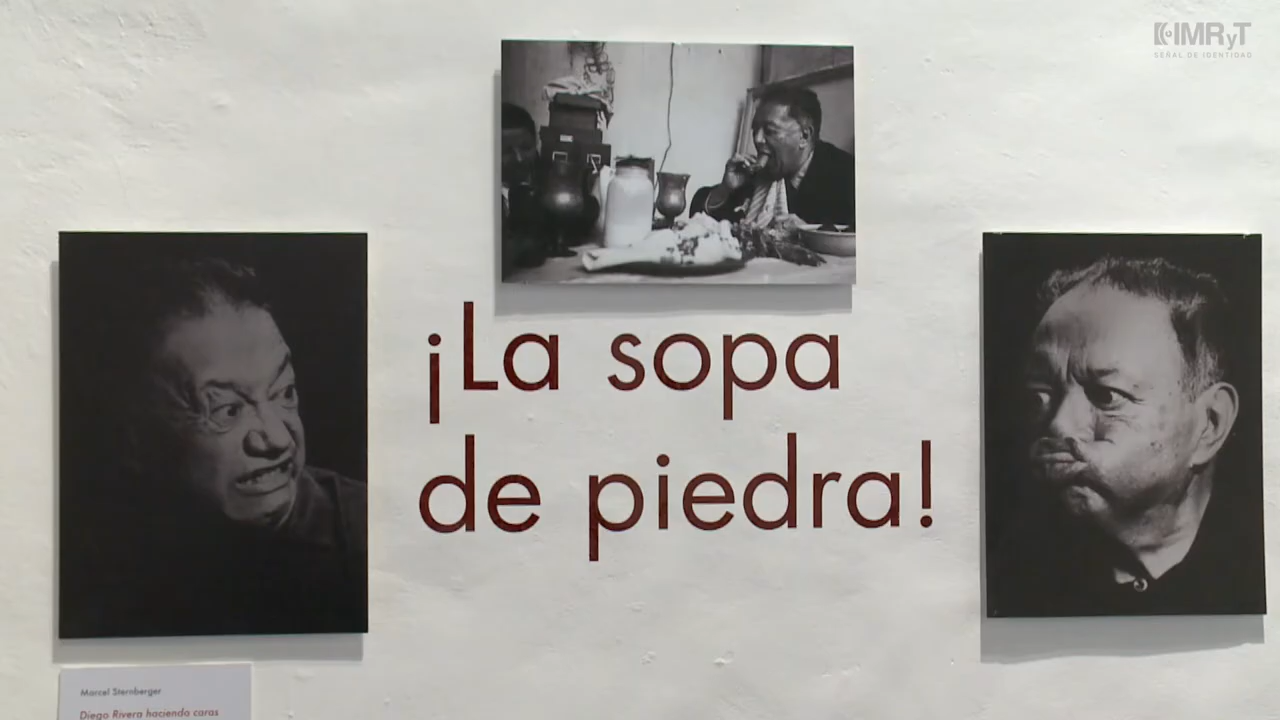 IMRyT
SEÑAL DE IDENTIDAD
¡La sopa
de piedra!
Marcel Sternberger
Diego Rivera haciendo caras